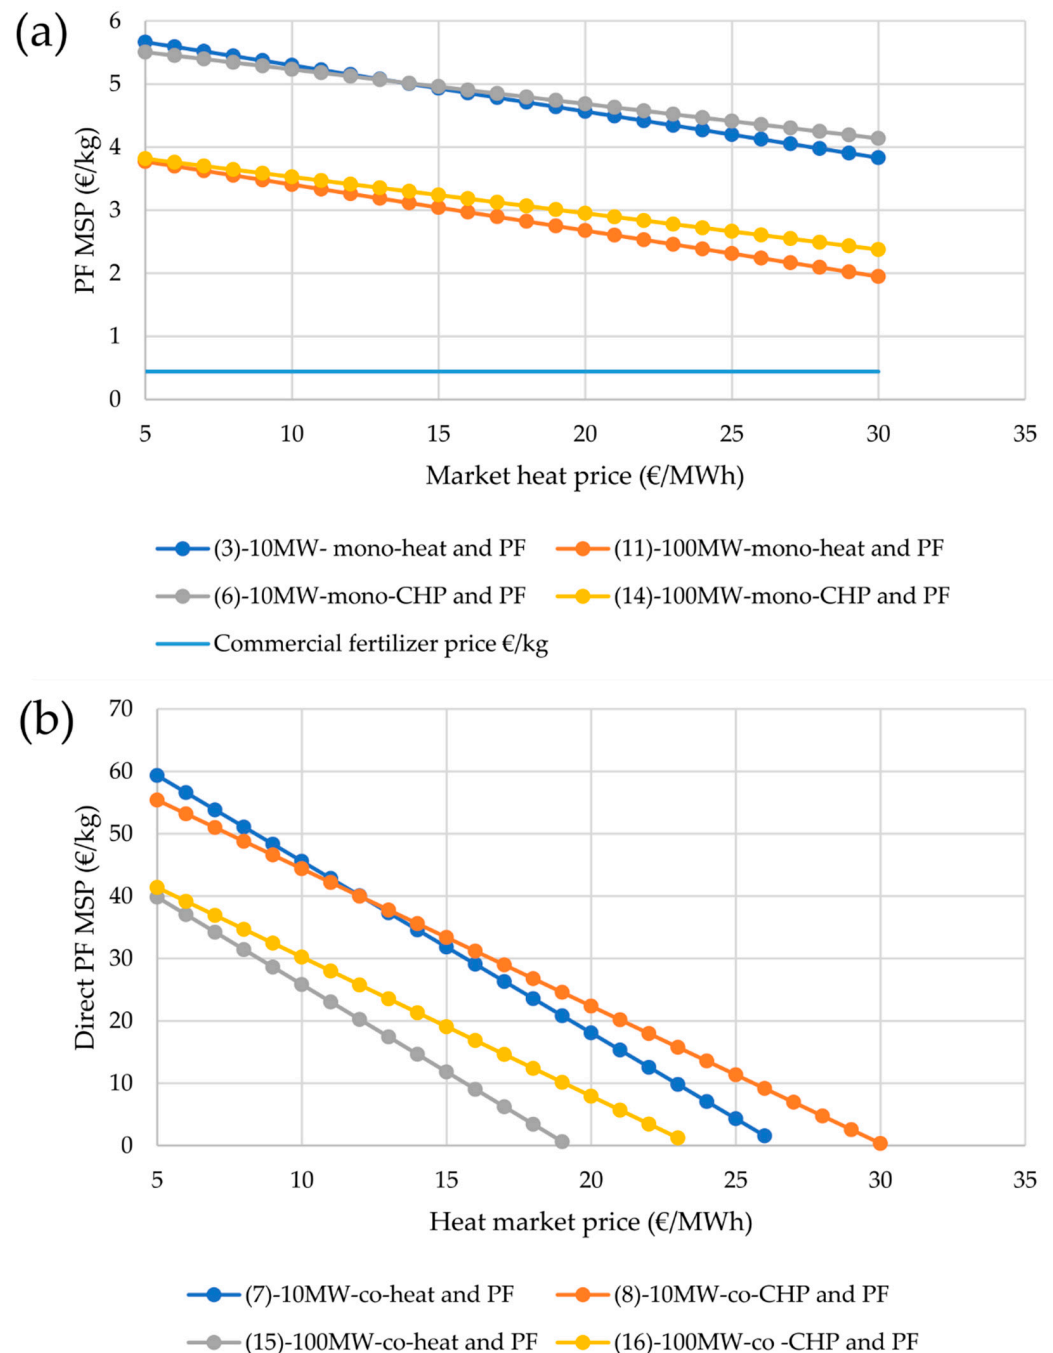 (a)
6
5
4
3
2
1
0
PF MSP (€/kg)
5 10 15 20 25 30 35
Market heat price (€/MWh)
(3)-10MW- mono-heat and PF (11)-100MW-mono-heat and PF
(6)-10MW-mono-CHP and PF (14)-100MW-mono-CHP and PF
Commercial fertilizer price €/kg
(b)
70
60
50
40
30
20
10
0
Direct PF MSP (€/kg)
5 10 15 20 25 30 35
Heat market price (€/MWh)
(7)-10MW-co-heat and PF (8)-10MW-co-CHP and PF
(15)-100MW-co-heat and PF (16)-100MW-co -CHP and PF